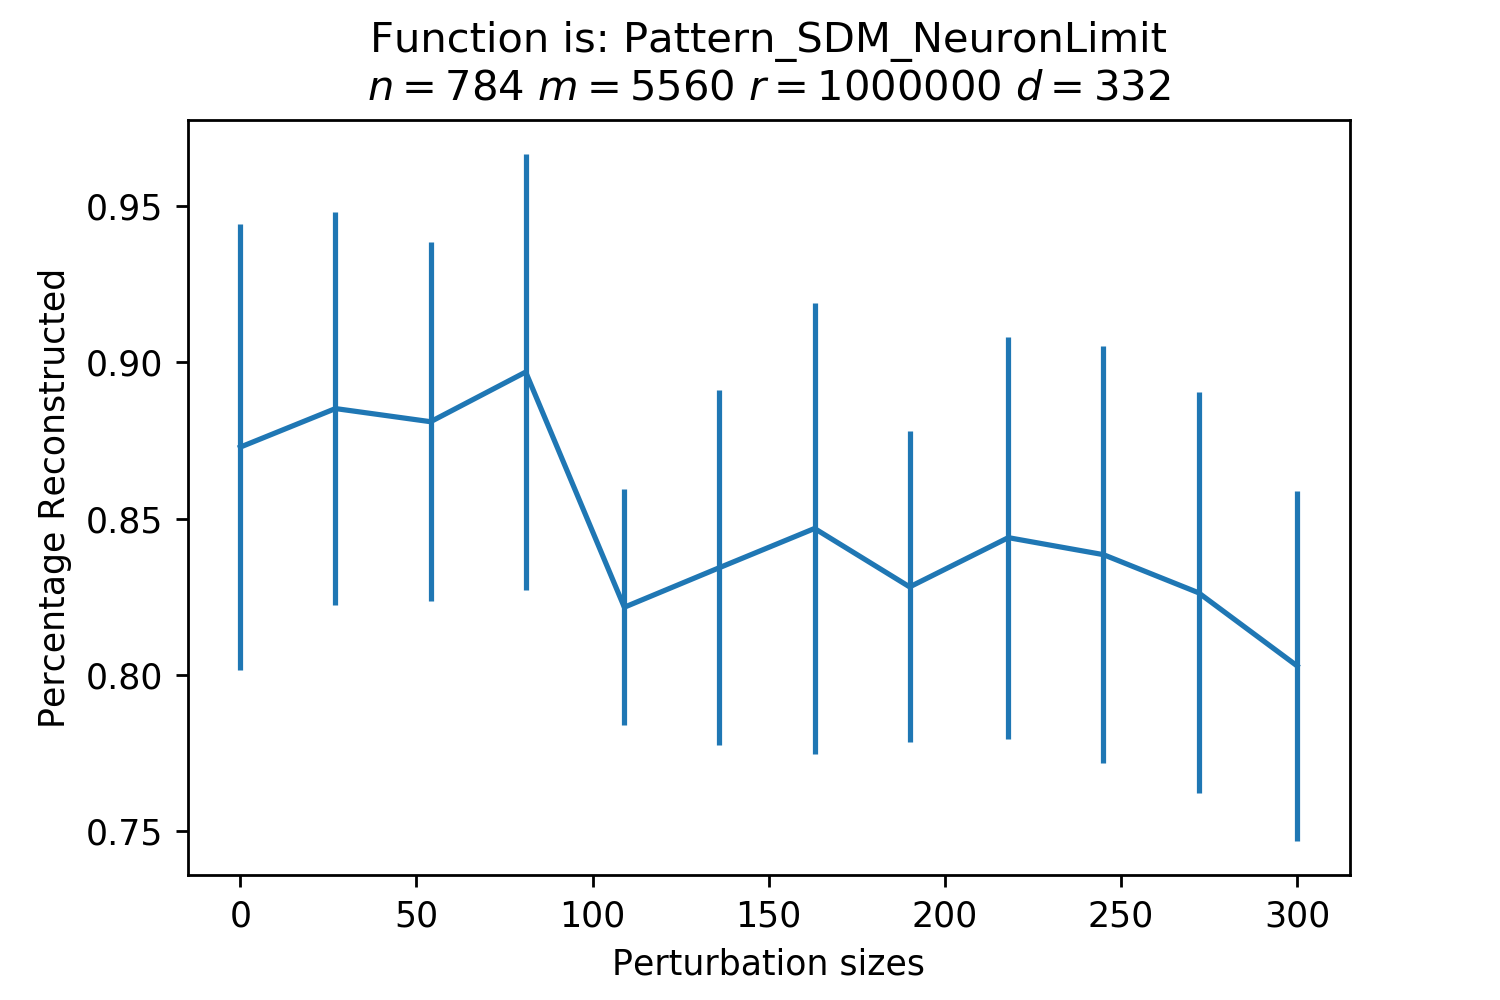 Function is: Pattern_SDM_NeuronLimit
n = 784 m = 5560 r = 1000000 d = 332
0.95
0.90
0.85
0.80
0.75
Percentage Reconstructed
0 50 100 150 200 250 300
Perturbation sizes